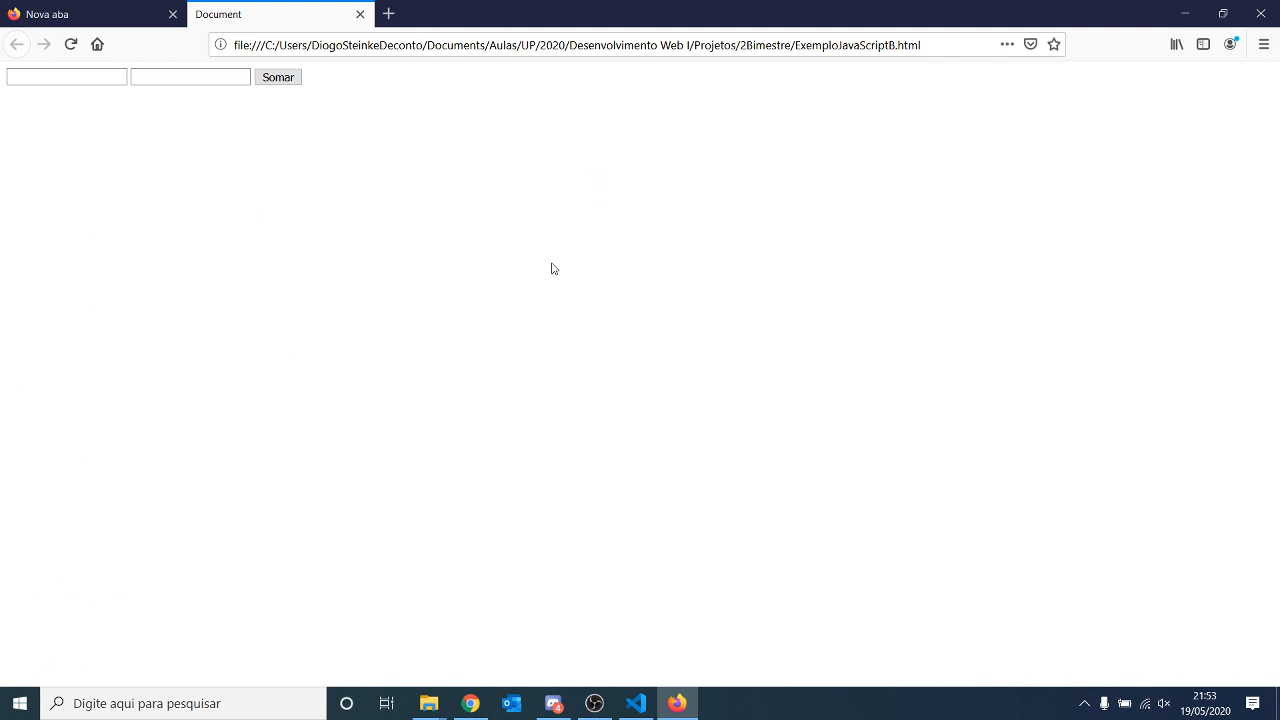 Nova aba
Document
file:///C:/Users/DiogoSteinkeDeconto/Documents/Aulas/UP/2020/Desenvolvimento Web I/Projetos/2Bimestre/ExemploJavaScriptB.html
Somar
Digite aqui para pesquisar
4
21:53
19/05/2020